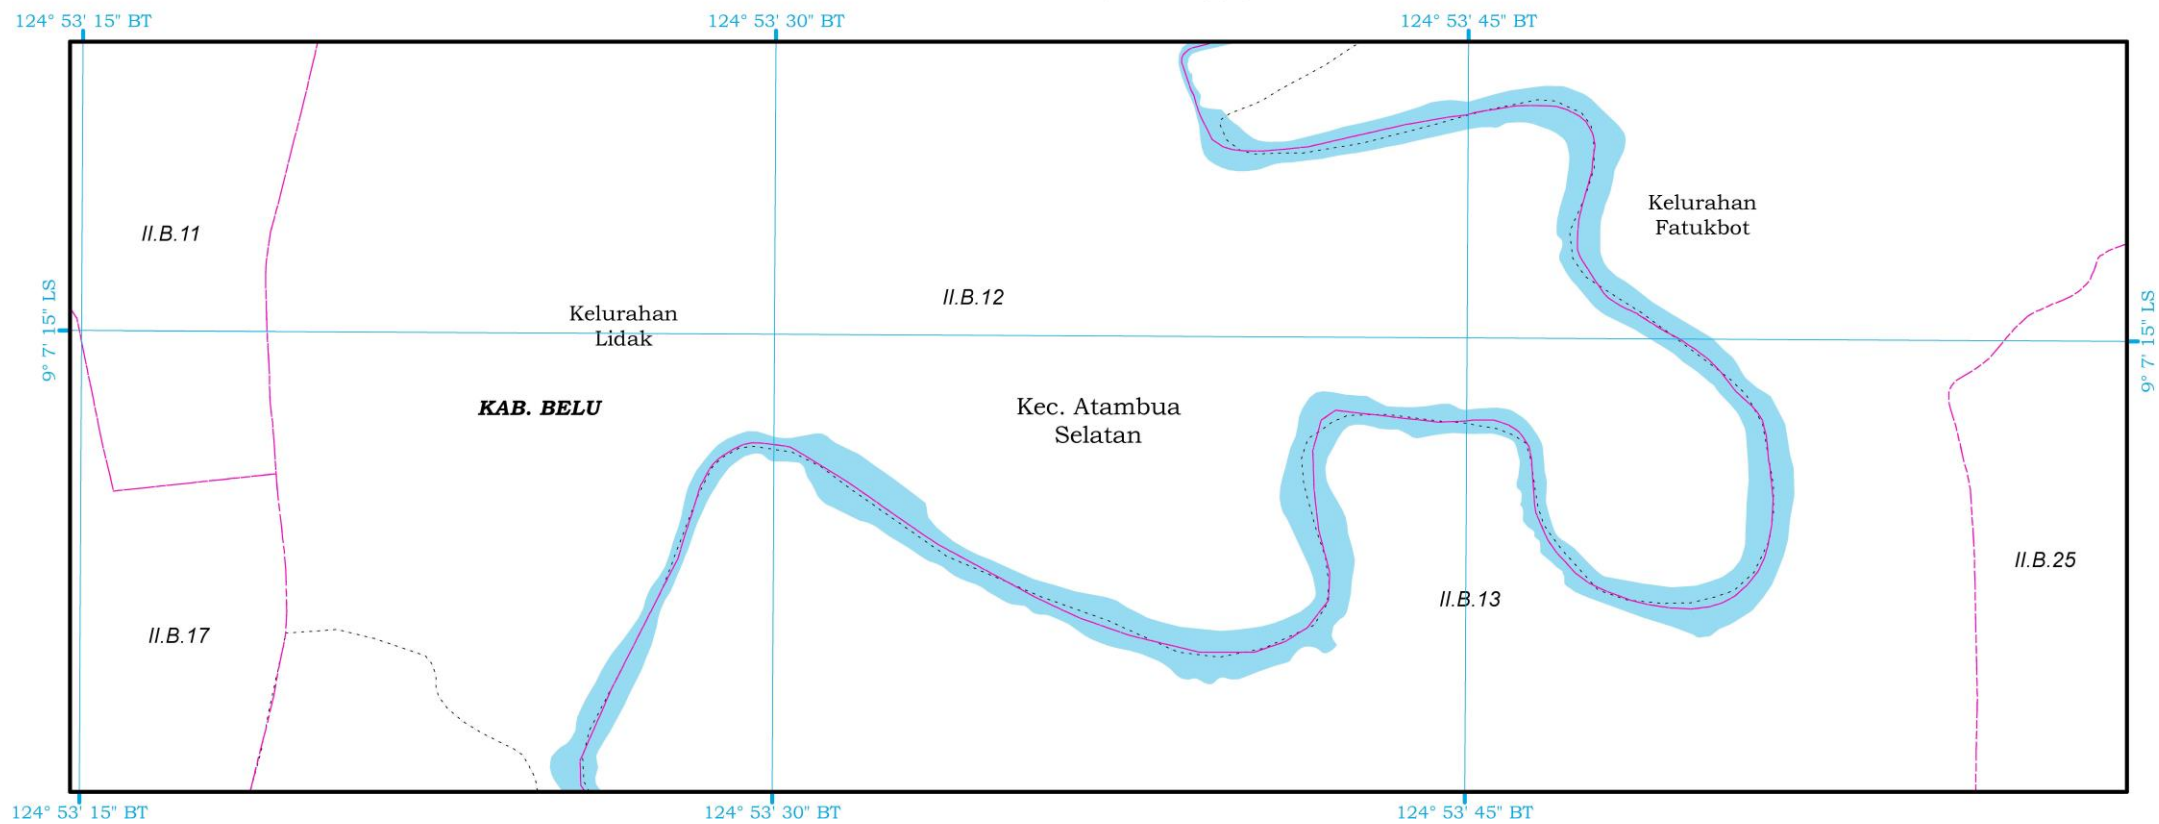 124° 53' 15" BT
124° 53' 30" BT
124° 53' 45" BT
Kelurahan
Fatukbot
II.B.11
9° 7' 15" LS
Kelurahan
Lidak
II.B.12
9° 7' 15" LS
KAB. BELU
Kec. Atambua
Selatan
II.B.25
II.B.13
II.B.17
124° 53' 15" BT
124° 53' 30" BT
124° 53' 45" BT